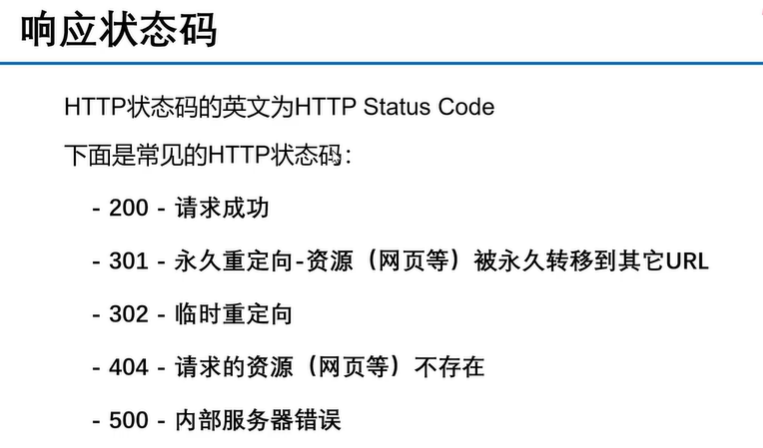 响应状态码
HTTP状态码的英文为HTTP Status Code
下面是常见的HTTP状态码：
- 200 - 请求成功
- 301 - 永久重定向-资源（网页等）被永久转移到其它URL
- 302 - 临时重定向
- 404 - 请求的资源（网页等）不存在
- 500 - 内部服务器错误